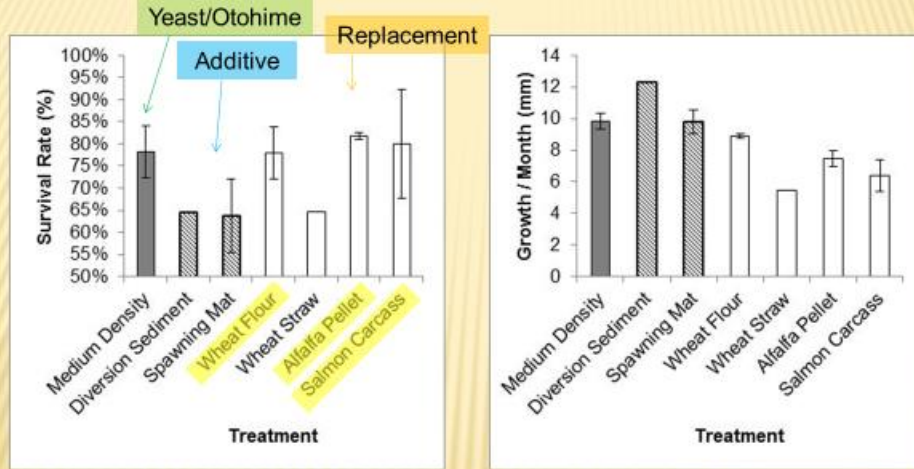 Yeast/Otohime
Additive
Replacement
Survival Rate (%)
100%
95%
90%
85%
80%
75%
70%
65%
60%
55%
50%
Medium Density
Diversion Sediment
Spawning Mat
Wheat Flour
Wheat Straw
Alfalfa Pellet
Salmon Carcass
Treatment
Growth / Month (mm)
14
12
10
8
6
4
2
0
Medium Density
Diversion Sediment
Spawning Mat
Wheat Flour
Wheat Straw
Alfalfa Pellet
Salmon Carcass
Treatment